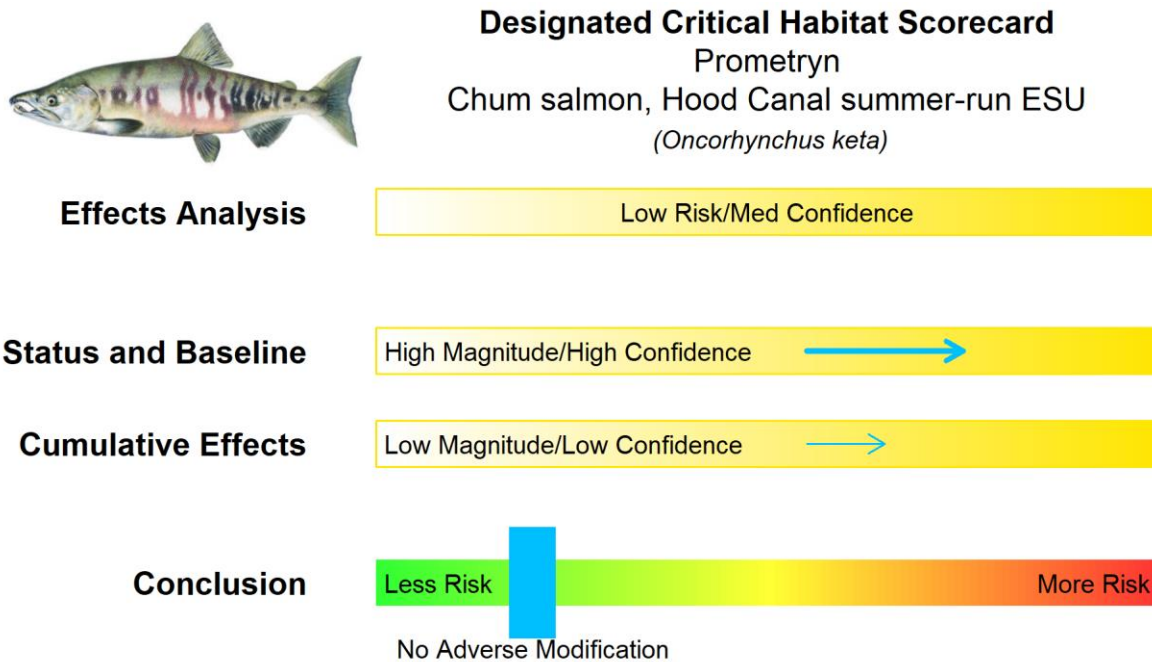 Designated Critical Habitat Scorecard
Prometryn
Chum salmon, Hood Canal summer-run ESU
(Oncorhynchus keta)
Effects Analysis
Low Risk/Med Confidence
Status and Baseline
High Magnitude/High Confidence
Cumulative Effects
Low Magnitude/Low Confidence
Conclusion
Less Risk
More Risk
No Adverse Modification